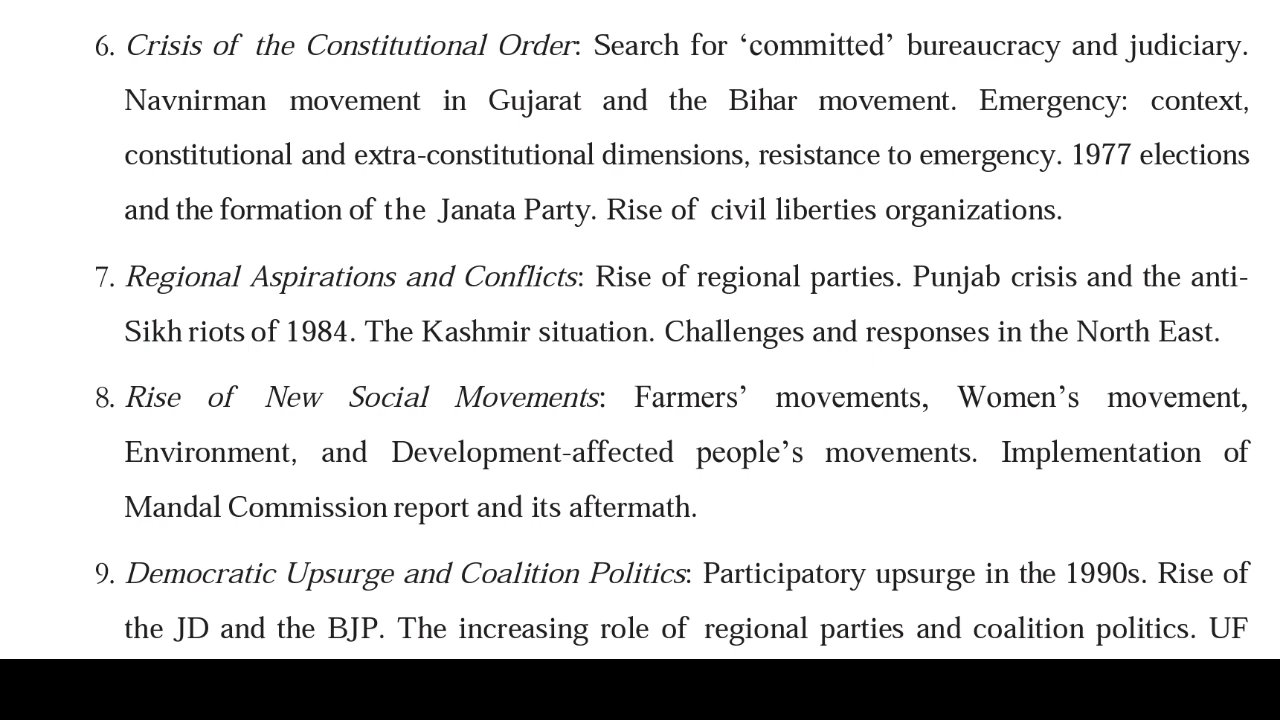 6. Crisis of the Constitutional Order: Search for ‘committed’ bureaucracy and judiciary.
Navnirman movement in Gujarat and the Bihar movement. Emergency: context,
constitutional and extra-constitutional dimensions, resistance to emergency. 1977 elections
and the formation of the Janata Party. Rise of civil liberties organizations.
7. Regional Aspirations and Conflicts: Rise of regional parties. Punjab crisis and the anti-
Sikh riots of 1984. The Kashmir situation. Challenges and responses in the North East.
8. Rise of New Social Movements: Farmers’ movements, Women’s movement,
Environment, and Development-affected people’s movements. Implementation of
Mandal Commission report and its aftermath.
9. Democratic Upsurge and Coalition Politics: Participatory upsurge in the 1990s. Rise of
the JD and the BJP. The increasing role of regional parties and coalition politics. UF